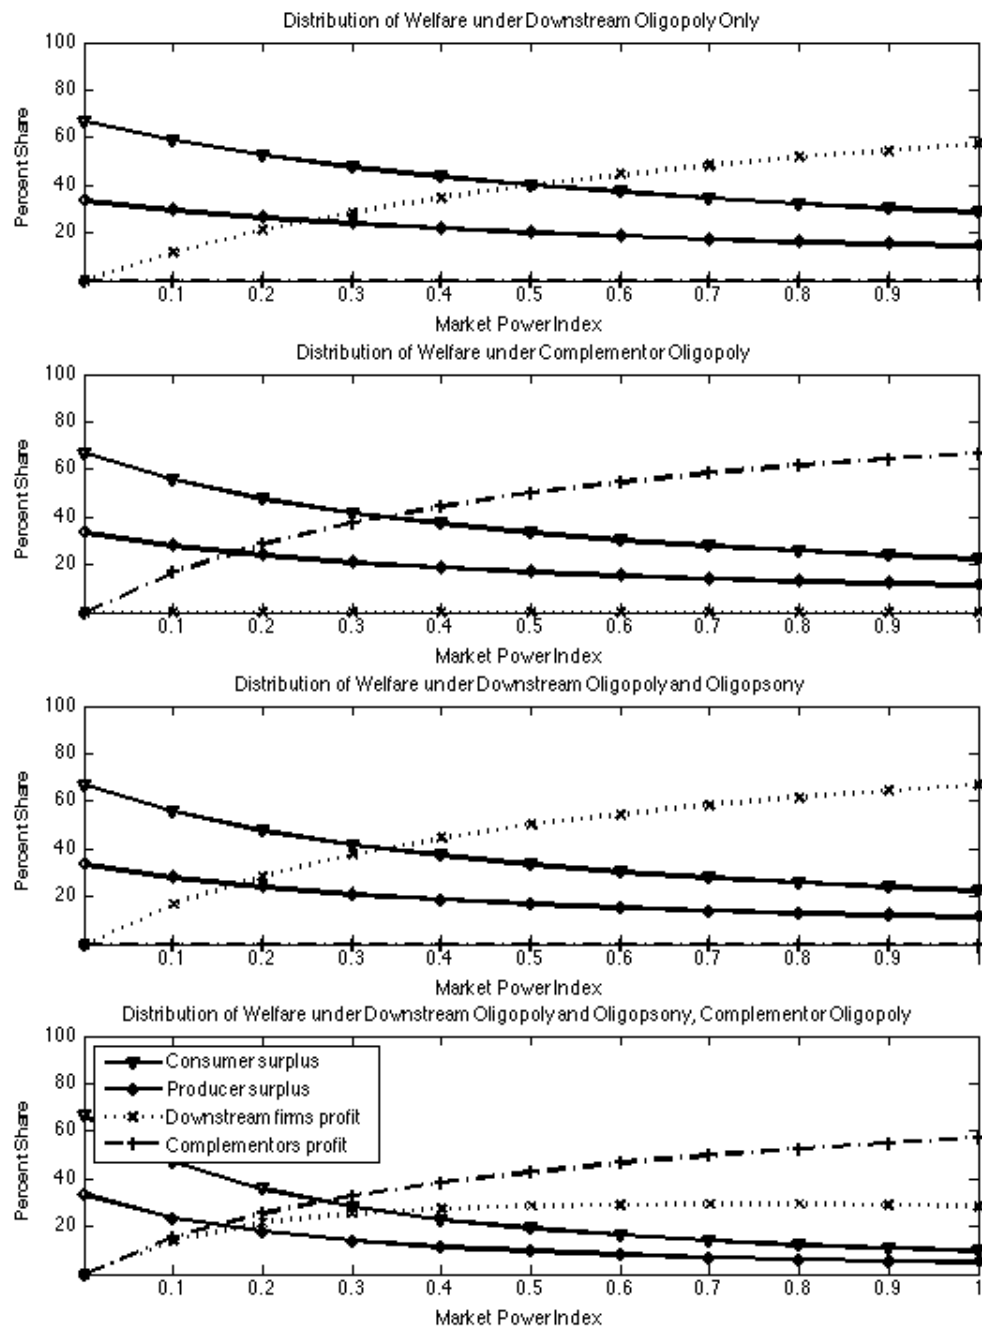 Distribution of Welfare under Downstream Oligopoly Only
100
80
60
40
20
Percent Share
0.1 0.2 0.3 0.4 0.5 0.6 0.7 0.8 0.9 1
Market Power Index
Distribution of Welfare under Complementor Oligopoly
100
80
60
40
20
Percent Share
0.1 0.2 0.3 0.4 0.5 0.6 0.7 0.8 0.9 1
Market Power Index
Distribution of Welfare under Downstream Oligopoly and Oligopsony
100
80
60
40
20
Percent Share
0.1 0.2 0.3 0.4 0.5 0.6 0.7 0.8 0.9 1
Market Power Index
Distribution of Welfare under Downstream Oligopoly and Oligopsony, Complementor Oligopoly
100
80
60
40
20
Percent Share
Consumer surplus
Producer surplus
Downstream firms profit
Complementors profit
0.1 0.2 0.3 0.4 0.5 0.6 0.7 0.8 0.9 1
Market Power Index